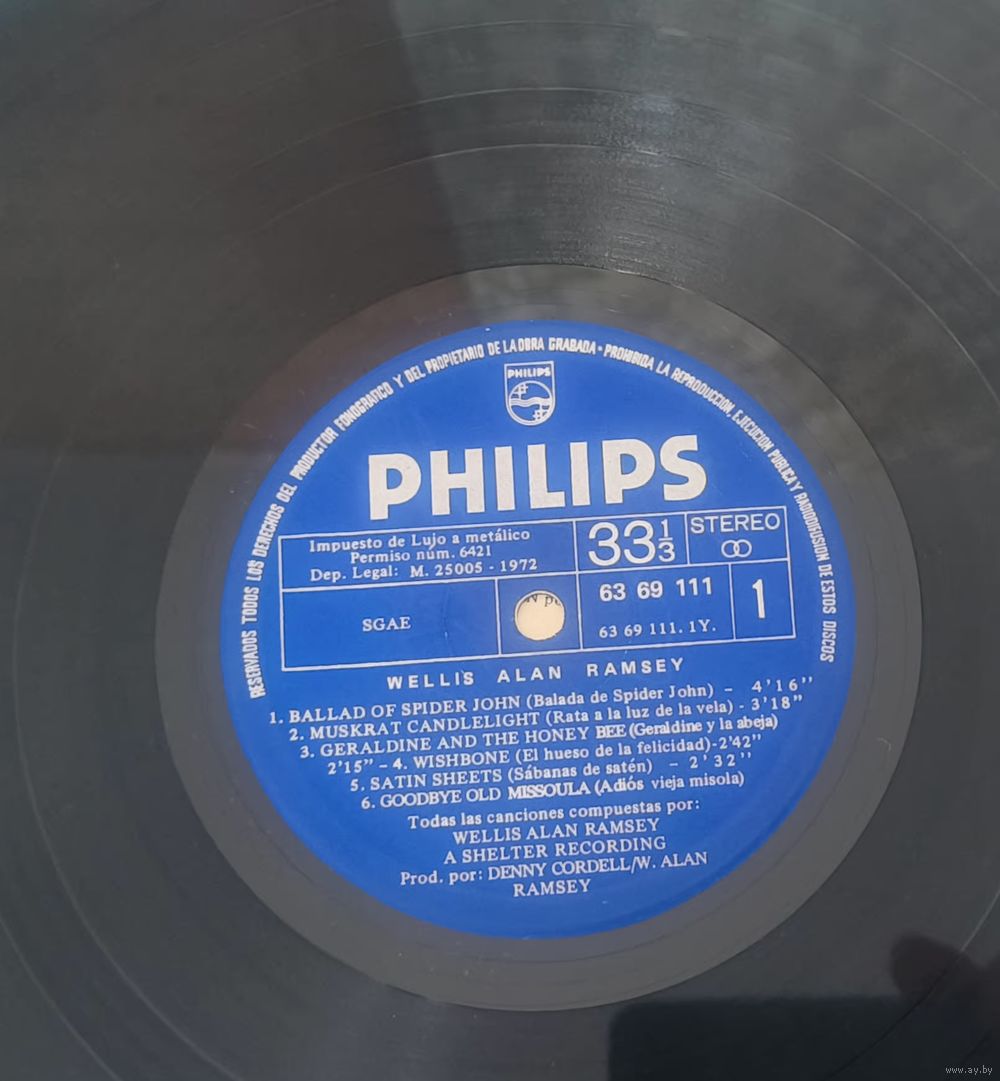 RESERVADOS TODOS LOS DERECHOS DEL PRODUCTOR FONOGRAFICO Y DEL PROPIETARIO DE LA OBRA GRABADA - PROHIBIDA LA REPRODUCCION, EJECUCION PUBLICA Y RADIODIFUSION DE ESTOS DISCOS
PHILIPS
PHILIPS
Impuesto de Lujo a metálico
Permiso núm. 6421
Dep. Legal: M. 25005 - 1972
33 1/3
STEREO
SGAE
63 69 111
63 69 111. 1Y.
1
WELLIS ALAN RAMSEY
1. BALLAD OF SPIDER JOHN (Balada de Spider John) – 4'16"
2. MUSKRAT CANDLELIGHT (Rata a la luz de la vela) - 3'18"
3. GERALDINE AND THE HONEY BEE (Geraldine y la abeja)
2'15" – 4. WISHBONE (El hueso de la felicidad)-2'42"
5. SATIN SHEETS (Sábanas de satén) – 2'32"
6. GOODBYE OLD MISSOULA (Adiós vieja misola)
Todas las canciones compuestas por:
WELLIS ALAN RAMSEY
A SHELTER RECORDING
Prod. por: DENNY CORDELL/W. ALAN
RAMSEY
www.ay.by